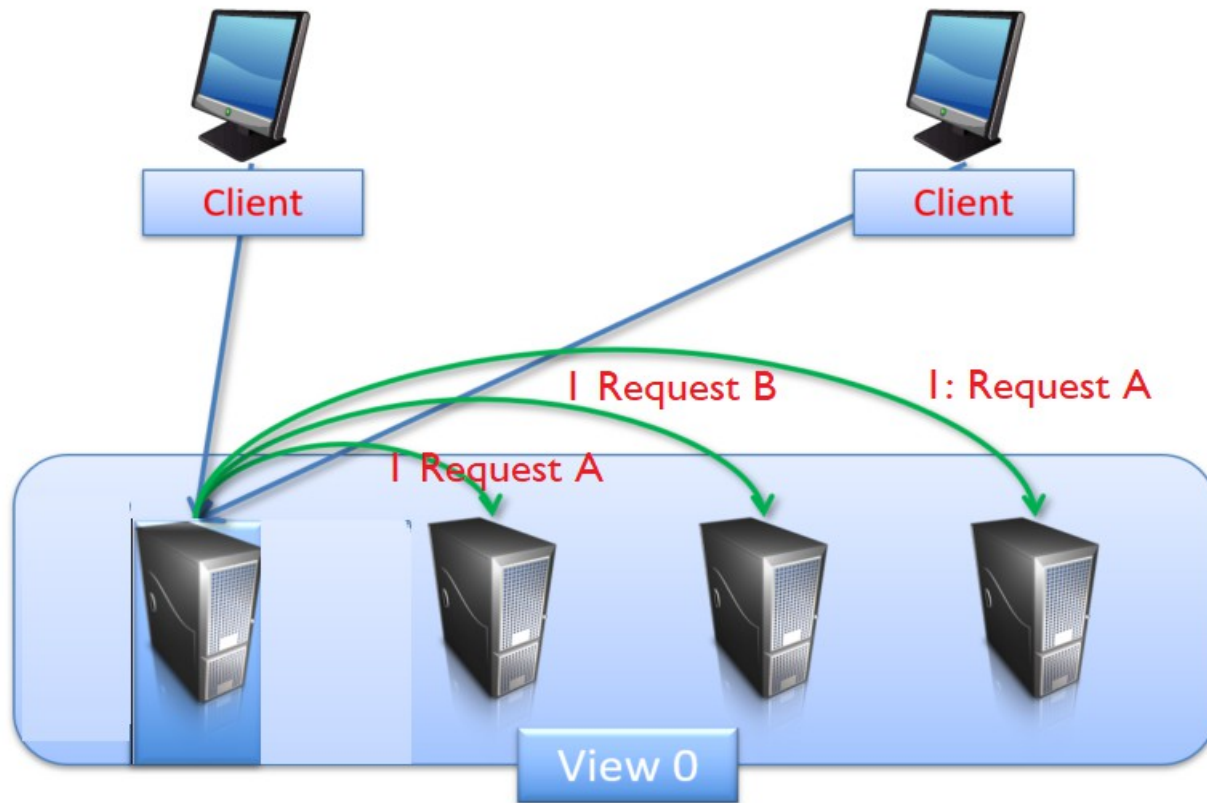 Client
Client
1 Request B
1: Request A
1 Request A
View 0